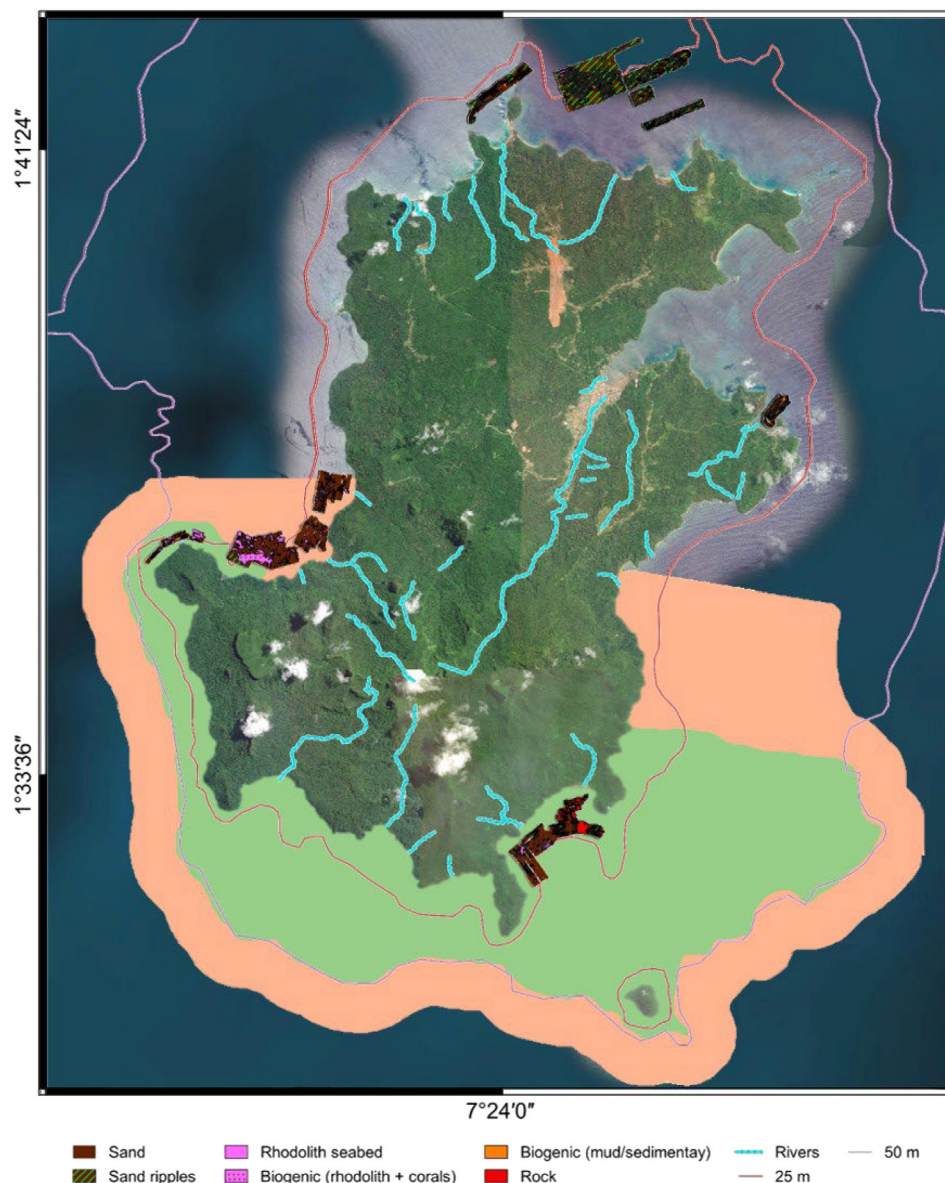 1°41′24″
1°33′36″
7°24′0″
Sand
Rhodolith seabed
Biogenic (mud/sedimentay)
Rivers
50 m
Sand ripples
Biogenic (rhodolith + corals)
Rock
25 m